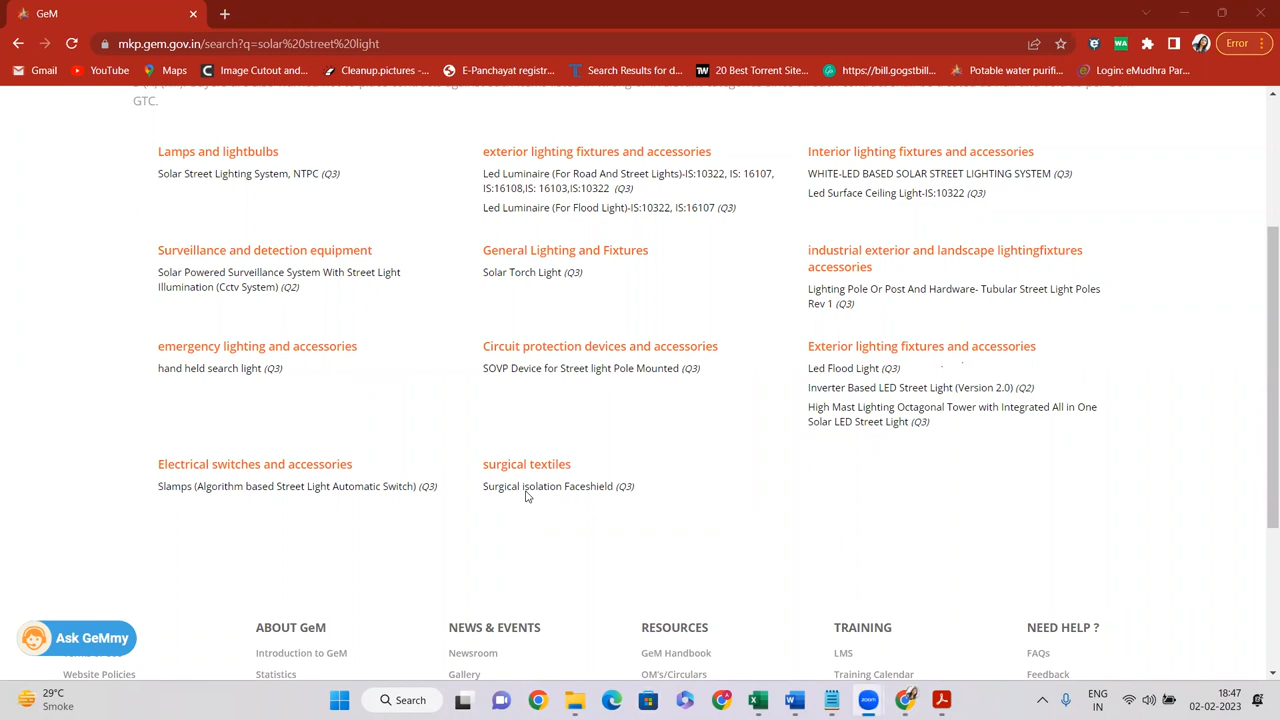 GeM
mkp.gem.gov.in/search?q=solar%20street%20light
Error
Gmail
YouTube
Maps
Image Cutout and...
Cleanup.pictures -...
E-Panchayat registr...
Search Results for d...
20 Best Torrent Site...
https://bill.gogstbill...
Potable water purifi...
Login: eMudhra Par...
GTC.
Lamps and lightbulbs
Solar Street Lighting System, NTPC (Q3)
exterior lighting fixtures and accessories
Led Luminaire (For Road And Street Lights)-IS:10322, IS: 16107,
IS:16108,IS: 16103,IS:10322 (Q3)
Led Luminaire (For Flood Light)-IS:10322, IS:16107 (Q3)
Interior lighting fixtures and accessories
WHITE-LED BASED SOLAR STREET LIGHTING SYSTEM (Q3)
Led Surface Ceiling Light-IS:10322 (Q3)
Surveillance and detection equipment
Solar Powered Surveillance System With Street Light
Illumination (Cctv System) (Q2)
General Lighting and Fixtures
Solar Torch Light (Q3)
industrial exterior and landscape lightingfixtures
accessories
Lighting Pole Or Post And Hardware- Tubular Street Light Poles
Rev 1 (Q3)
emergency lighting and accessories
hand held search light (Q3)
Circuit protection devices and accessories
SOVP Device for Street light Pole Mounted (Q3)
Exterior lighting fixtures and accessories
Led Flood Light (Q3)
Inverter Based LED Street Light (Version 2.0) (Q2)
High Mast Lighting Octagonal Tower with Integrated All in One
Solar LED Street Light (Q3)
Electrical switches and accessories
Slamps (Algorithm based Street Light Automatic Switch) (Q3)
surgical textiles
Surgical isolation Faceshield (Q3)
Ask GeMmy
Website Policies
ABOUT GeM
Introduction to GeM
Statistics
NEWS & EVENTS
Newsroom
Gallery
RESOURCES
GeM Handbook
OM's/Circulars
TRAINING
LMS
Training Calendar
NEED HELP ?
FAQs
Feedback
29°C
Smoke
Search
ENG
IN
18:47
02-02-2023